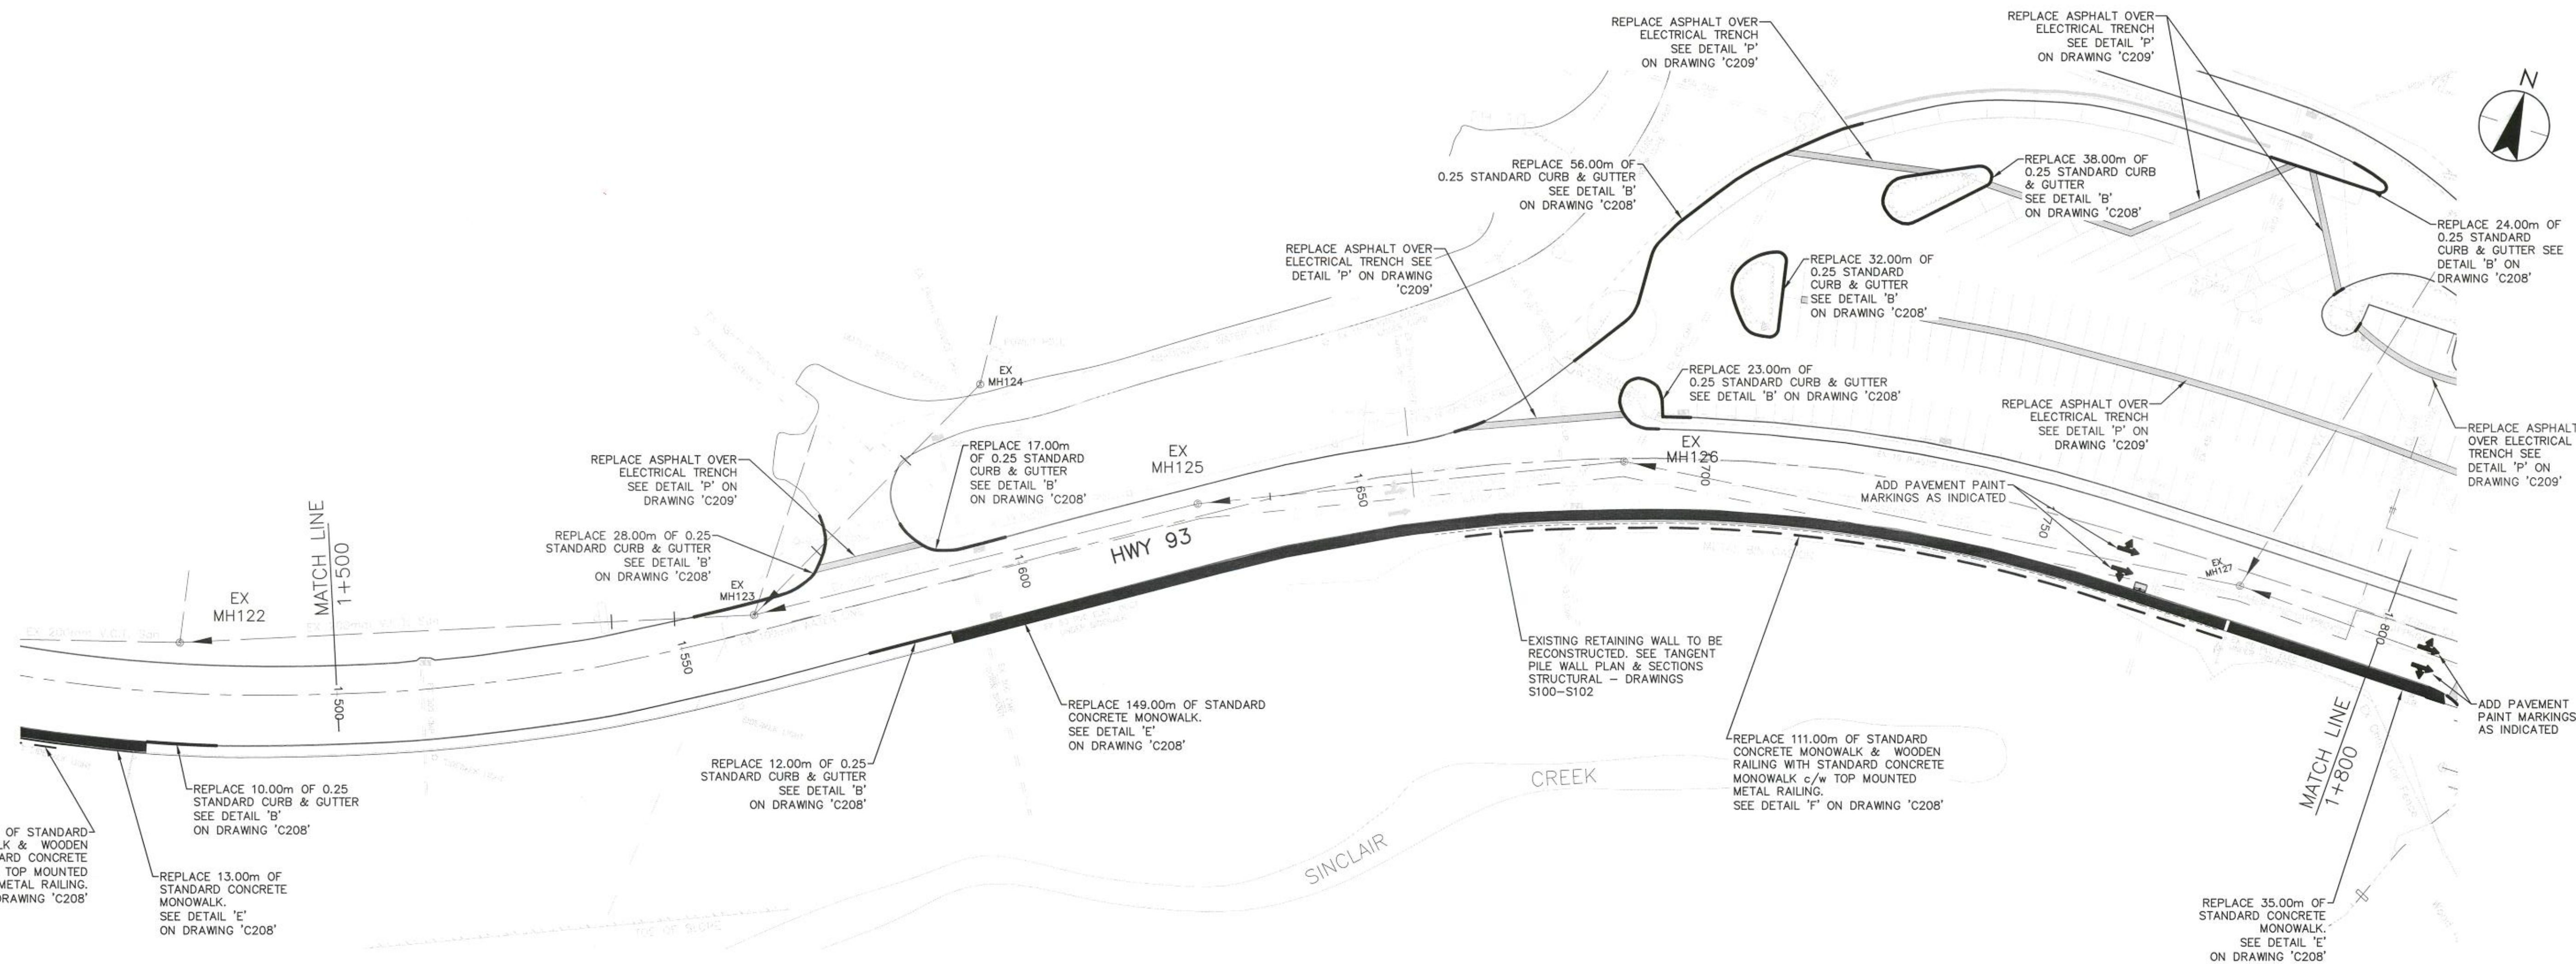 REPLACE ASPHALT OVER
ELECTRICAL TRENCH
SEE DETAIL 'P'
ON DRAWING 'C209'
REPLACE ASPHALT OVER
ELECTRICAL TRENCH
SEE DETAIL 'P'
ON DRAWING 'C209'
N
REPLACE 56.00m OF
0.25 STANDARD CURB & GUTTER
SEE DETAIL 'B'
ON DRAWING 'C208'
REPLACE 38.00m OF
0.25 STANDARD CURB
& GUTTER
SEE DETAIL 'B'
ON DRAWING 'C208'
REPLACE 24.00m OF
0.25 STANDARD
CURB & GUTTER SEE
DETAIL 'B' ON
DRAWING 'C208'
REPLACE ASPHALT OVER
ELECTRICAL TRENCH SEE
DETAIL 'P' ON DRAWING
'C209'
REPLACE 32.00m OF
0.25 STANDARD
CURB & GUTTER
SEE DETAIL 'B'
ON DRAWING 'C208'
EX
MH124
REPLACE 23.00m OF
0.25 STANDARD CURB & GUTTER
SEE DETAIL 'B' ON DRAWING 'C208'
REPLACE ASPHALT OVER
ELECTRICAL TRENCH
SEE DETAIL 'P' ON
DRAWING 'C209'
REPLACE ASPHALT
OVER ELECTRICAL
TRENCH SEE
DETAIL 'P' ON
DRAWING 'C209'
REPLACE ASPHALT OVER
ELECTRICAL TRENCH
SEE DETAIL 'P' ON
DRAWING 'C209'
REPLACE 17.00m
OF 0.25 STANDARD
CURB & GUTTER
SEE DETAIL 'B'
ON DRAWING 'C208'
EX
MH125
EX
MH126
1 650
1 700
ADD PAVEMENT PAINT
MARKINGS AS INDICATED
1 750
REPLACE 28.00m OF 0.25
STANDARD CURB & GUTTER
SEE DETAIL 'B'
ON DRAWING 'C208'
EX
MH123
HWY 93
1 600
EX
MH127
MATCH LINE
1+500
EX
MH122
EX 200mm V.C.T. San
1 550
1 500
1 800
EXISTING RETAINING WALL TO BE
RECONSTRUCTED. SEE TANGENT
PILE WALL PLAN & SECTIONS
STRUCTURAL – DRAWINGS
S100–S102
REPLACE 149.00m OF STANDARD
CONCRETE MONOWALK.
SEE DETAIL 'E'
ON DRAWING 'C208'
ADD PAVEMENT
PAINT MARKINGS
AS INDICATED
MATCH LINE
1+800
REPLACE 111.00m OF STANDARD
CONCRETE MONOWALK & WOODEN
RAILING WITH STANDARD CONCRETE
MONOWALK c/w TOP MOUNTED
METAL RAILING.
SEE DETAIL 'F' ON DRAWING 'C208'
REPLACE 12.00m OF 0.25
STANDARD CURB & GUTTER
SEE DETAIL 'B'
ON DRAWING 'C208'
REPLACE 10.00m OF 0.25
STANDARD CURB & GUTTER
SEE DETAIL 'B'
ON DRAWING 'C208'
SINCLAIR
CREEK
OF STANDARD
& WOODEN
CONCRETE
TOP MOUNTED
METAL RAILING.
'C208'
REPLACE 13.00m OF
STANDARD CONCRETE
MONOWALK.
SEE DETAIL 'E'
ON DRAWING 'C208'
TOE OF SLOPE
REPLACE 35.00m OF
STANDARD CONCRETE
MONOWALK.
SEE DETAIL 'E'
ON DRAWING 'C208'